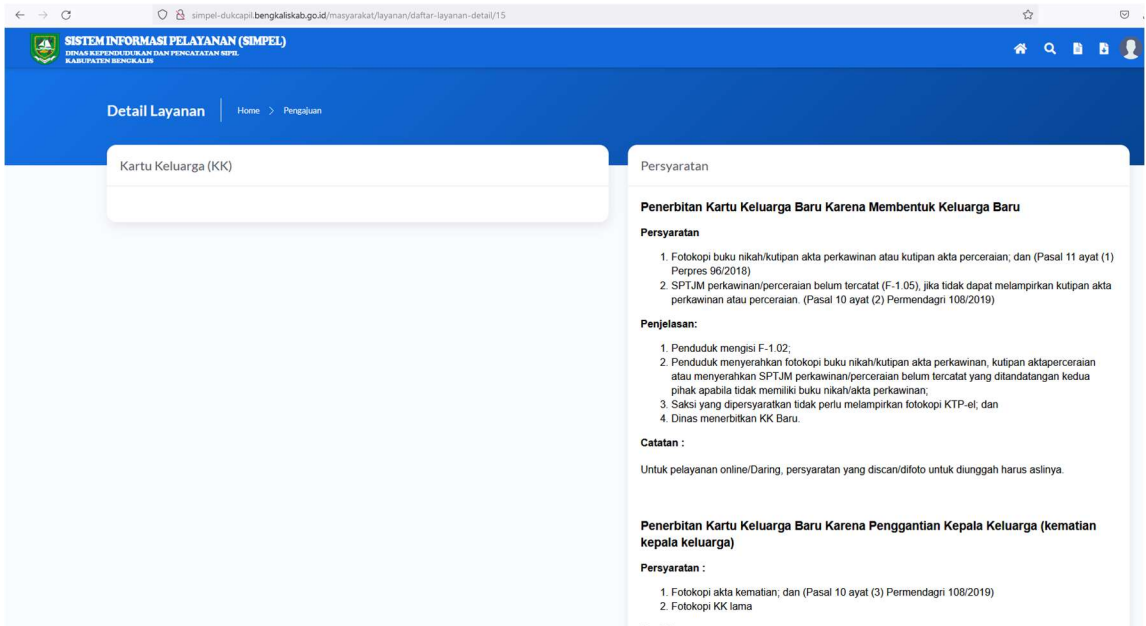 simpel-dukcapil.bengkaliskab.go.id/masyarakat/layanan/daftar-layanan-detail/15
SISTEM INFORMASI PELAYANAN (SIMPEL)
DINAS KEPENDUDUKAN DAN PENCATATAN SIPIL
KABUPATEN BENGKALIS
Detail Layanan
Home > Pengajuan
Kartu Keluarga (KK)
Persyaratan
Penerbitan Kartu Keluarga Baru Karena Membentuk Keluarga Baru
Persyaratan
1. Fotokopi buku nikah/kutipan akta perkawinan atau kutipan akta perceraian; dan (Pasal 11 ayat (1)
Perpres 96/2018)
2. SPTJM perkawinan/perceraian belum tercatat (F-1.05), jika tidak dapat melampirkan kutipan akta
perkawinan atau perceraian. (Pasal 10 ayat (2) Permendagri 108/2019)
Penjelasan:
1. Penduduk mengisi F-1.02;
2. Penduduk menyerahkan fotokopi buku nikah/kutipan akta perkawinan, kutipan aktaperceraian
atau menyerahkan SPTJM perkawinan/perceraian belum tercatat yang ditandatangan kedua
pihak apabila tidak memiliki buku nikah/akta perkawinan;
3. Saksi yang dipersyaratkan tidak perlu melampirkan fotokopi KTP-el; dan
4. Dinas menerbitkan KK Baru.
Catatan :
Untuk pelayanan online/Daring, persyaratan yang discan/difoto untuk diunggah harus aslinya.
Penerbitan Kartu Keluarga Baru Karena Penggantian Kepala Keluarga (kematian
kepala keluarga)
Persyaratan :
1. Fotokopi akta kematian; dan (Pasal 10 ayat (3) Permendagri 108/2019)
2. Fotokopi KK lama